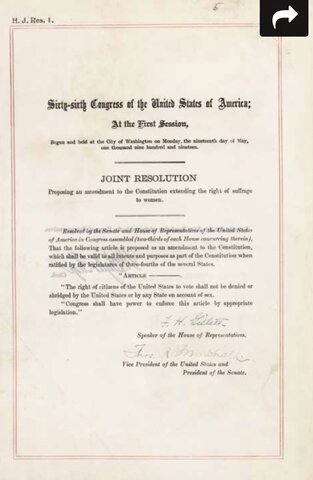 H. J. Res. 1.
5
Sixty-sixth Congress of the United States of America;
At the First Session,
Begun and held at the City of Washington on Monday, the nineteenth day of May,
one thousand nine hundred and nineteen.
JOINT RESOLUTION
Proposing an amendment to the Constitution extending the right of suffrage
to women.
Resolved by the Senate and House of Representatives of the United States
of America in Congress assembled (two-thirds of each House concurring therein),
That the following article is proposed as an amendment to the Constitution,
which shall be valid to all intents and purposes as part of the Constitution when
ratified by the legislatures of three-fourths of the several States.
"ARTICLE ———.
"The right of citizens of the United States to vote shall not be denied or
abridged by the United States or by any State on account of sex.
"Congress shall have power to enforce this article by appropriate
legislation."
F. H. Gillett
Speaker of the House of Representatives.
Thos. R. Marshall
Vice President of the United States and
President of the Senate.